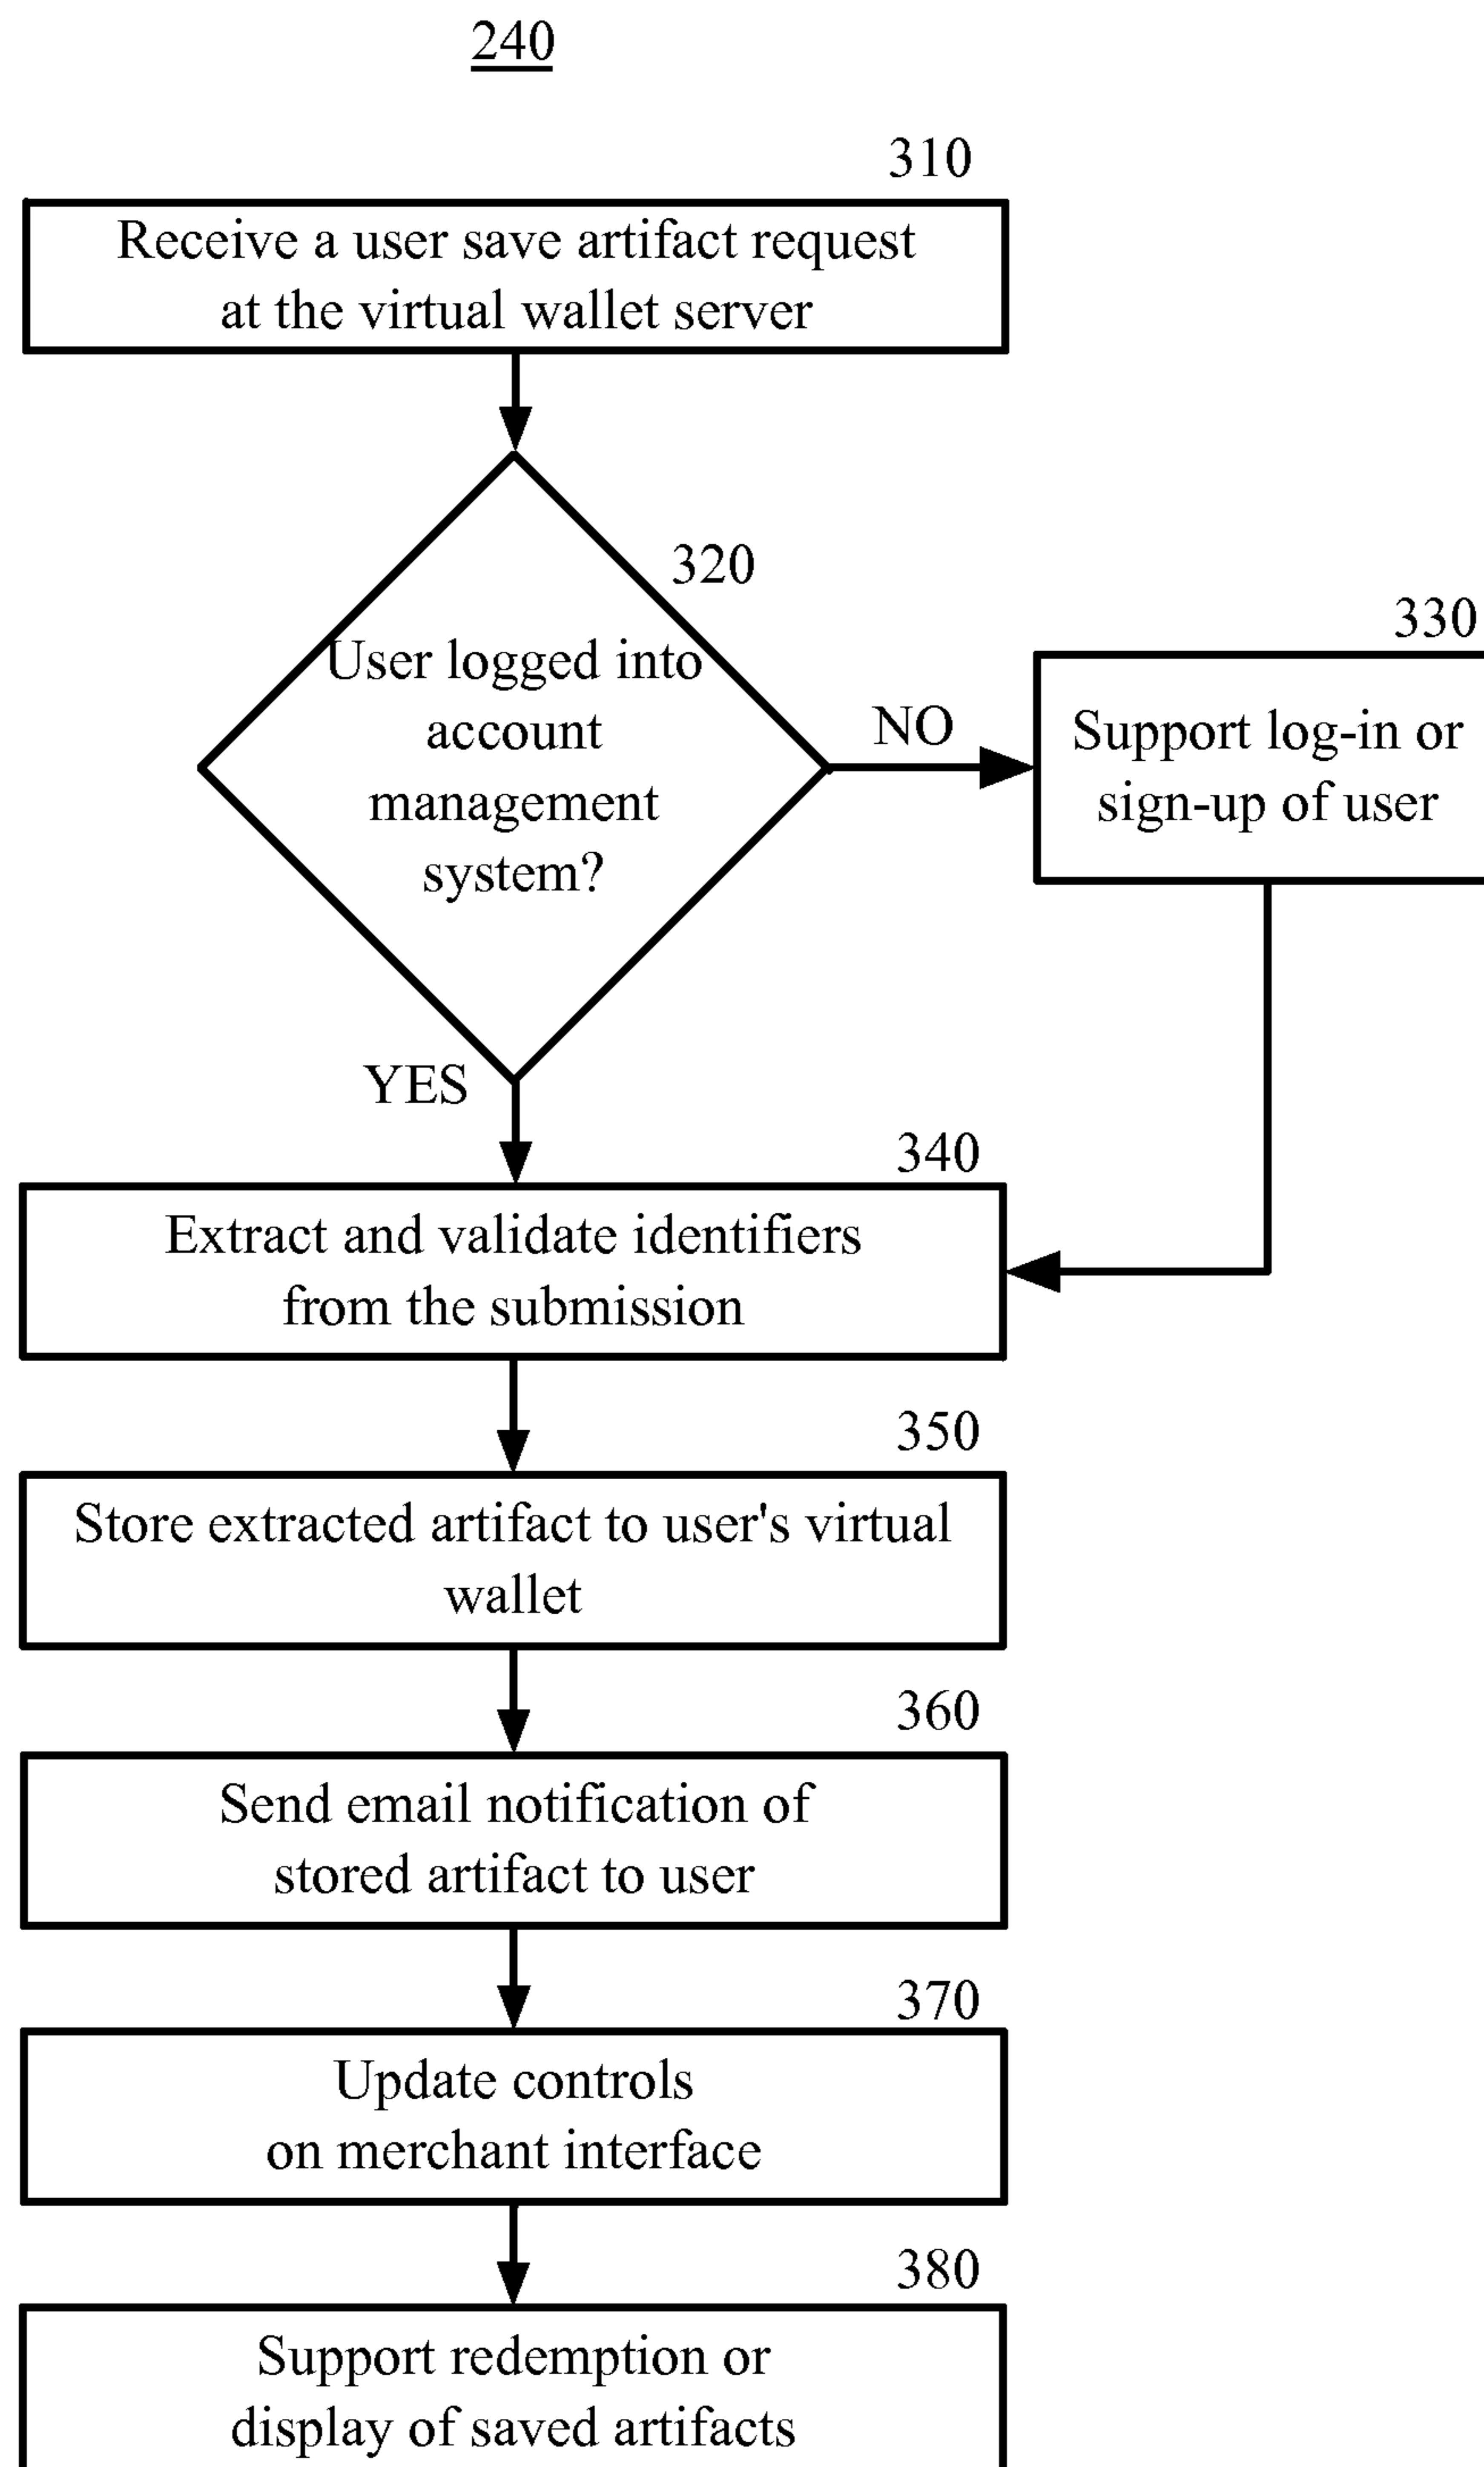 240
310
Receive a user save artifact request
at the virtual wallet server
320
User logged into
account
management
system?
NO
330
Support log-in or
sign-up of user
YES
340
Extract and validate identifiers
from the submission
350
Store extracted artifact to user's virtual
wallet
360
Send email notification of
stored artifact to user
370
Update controls
on merchant interface
380
Support redemption or
display of saved artifacts